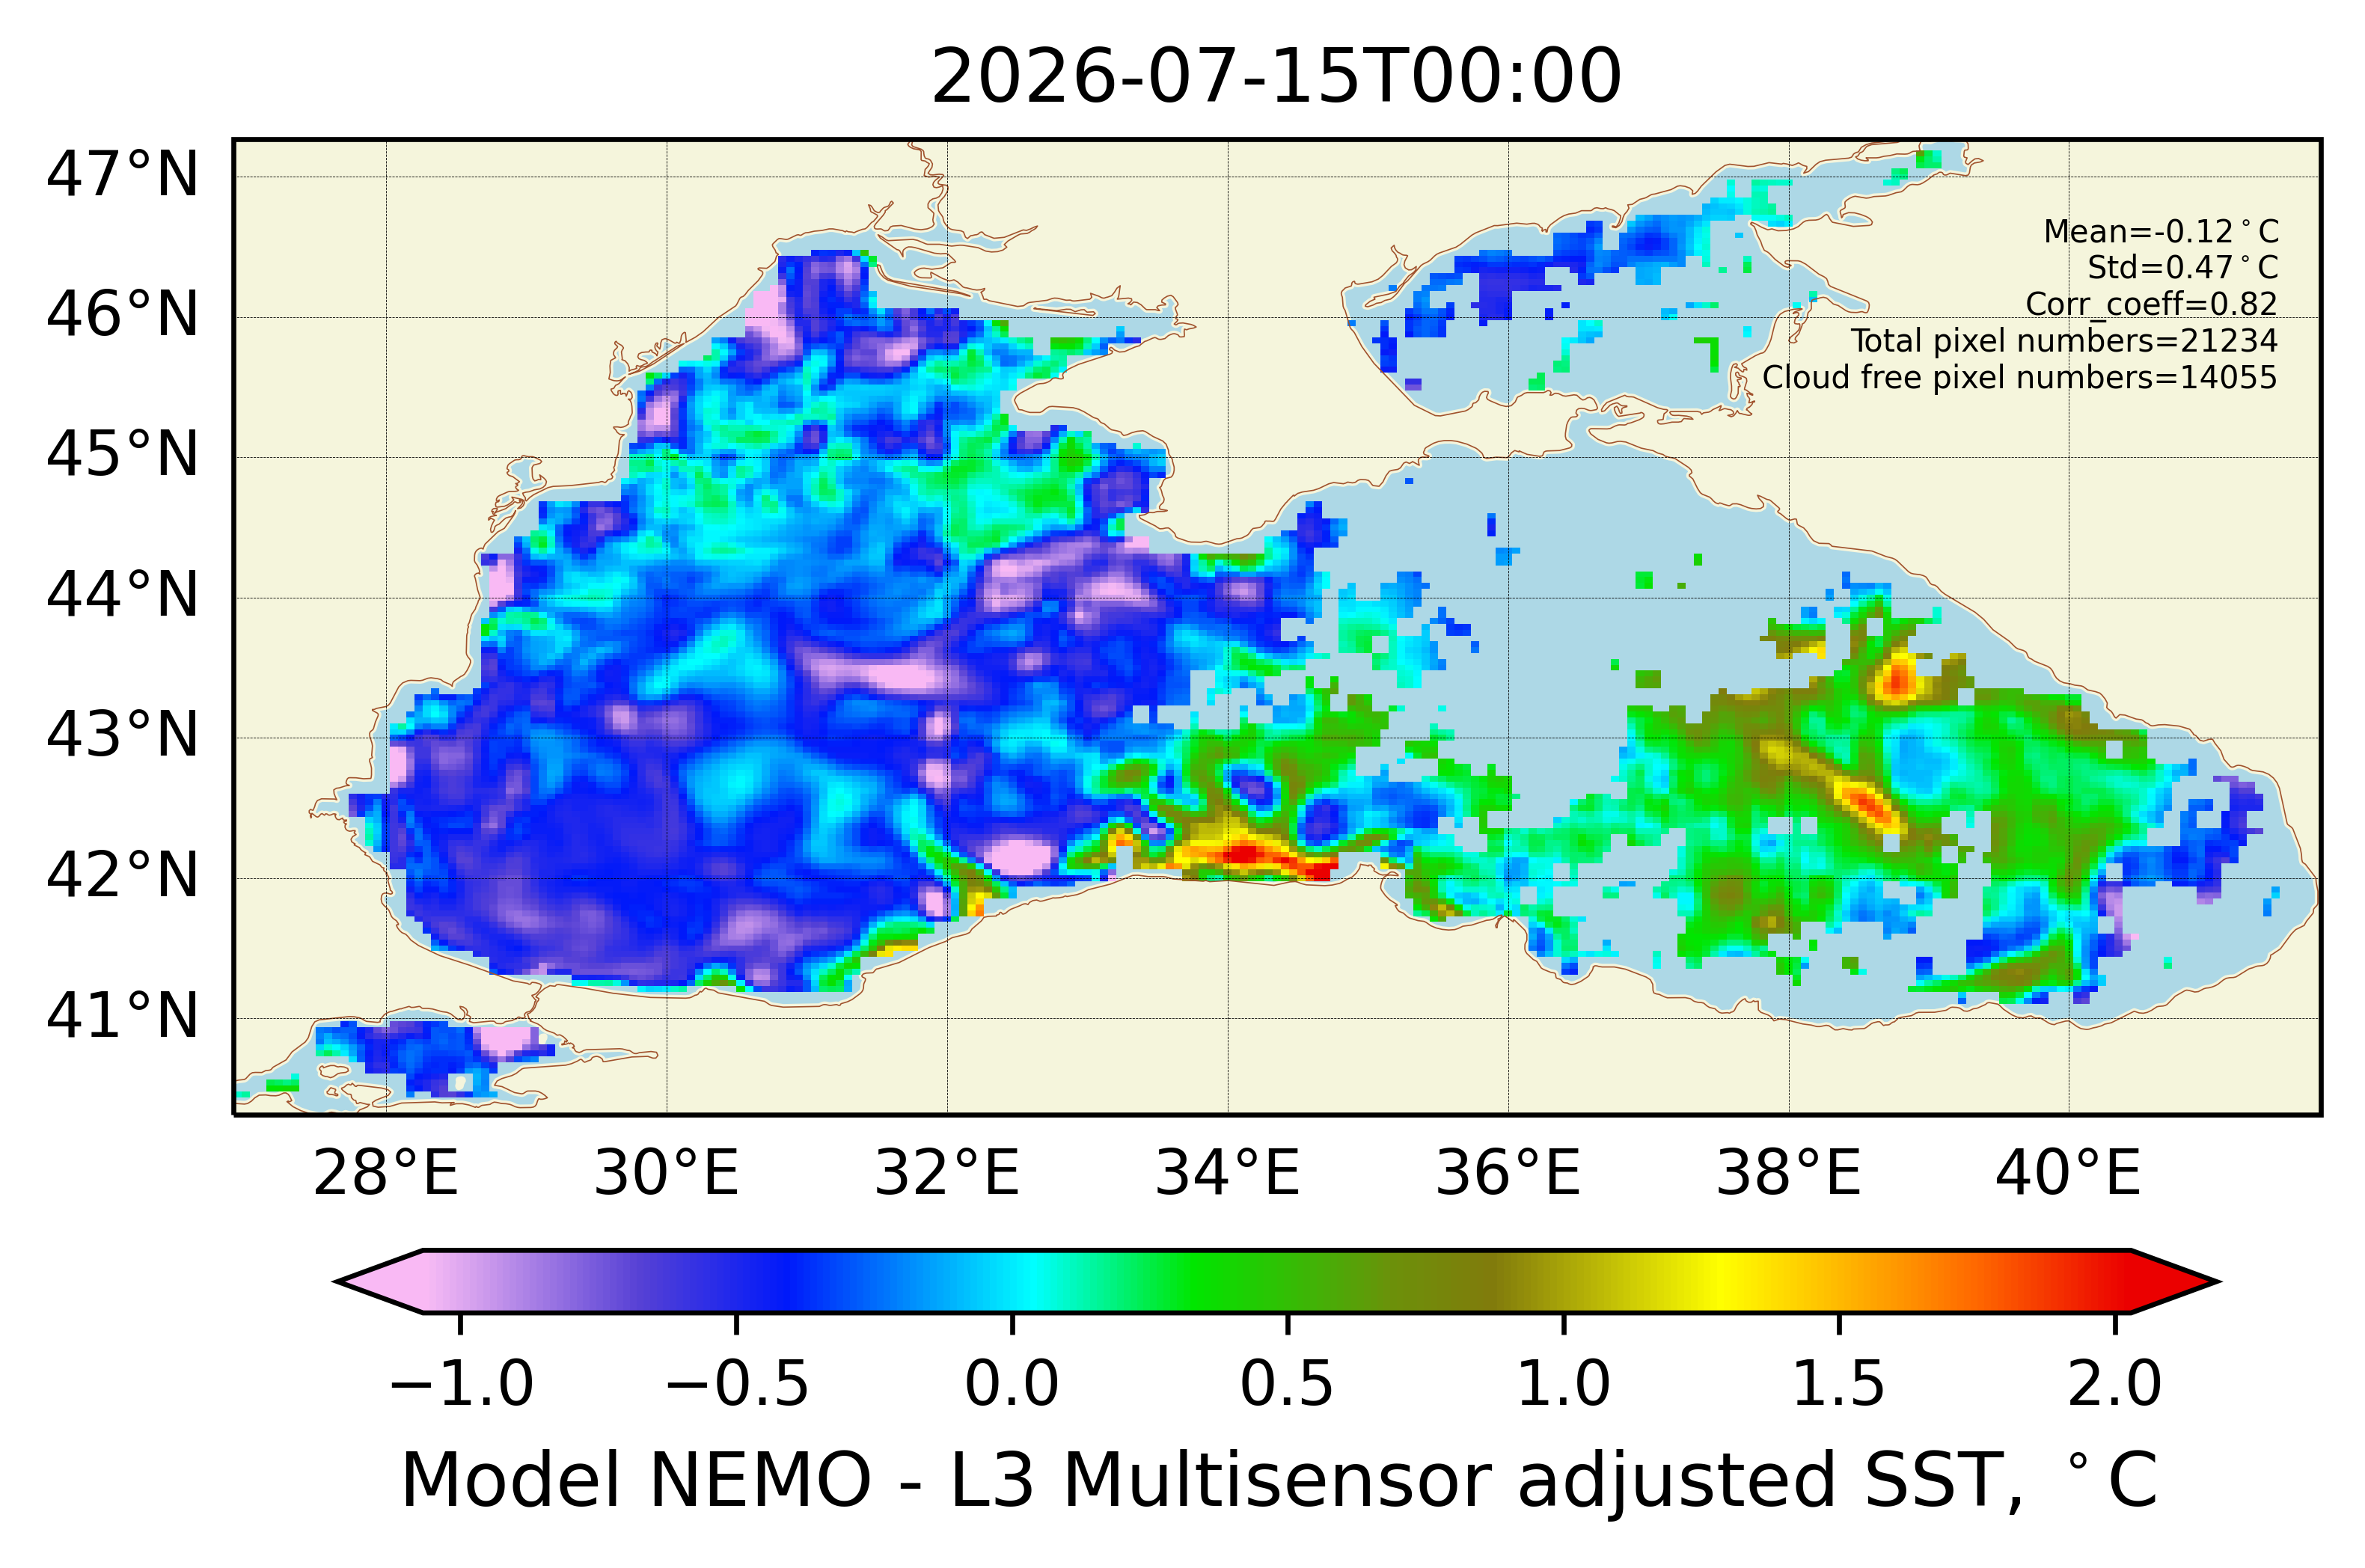 2026-07-15T00:00
47°N
46°N
45°N
44°N
43°N
42°N
41°N
Mean=-0.12°C
Std=0.47°C
Corr_coeff=0.82
Total pixel numbers=21234
Cloud free pixel numbers=14055
28°E 30°E 32°E 34°E 36°E 38°E 40°E
−1.0 −0.5 0.0 0.5 1.0 1.5 2.0
Model NEMO - L3 Multisensor adjusted SST, °C